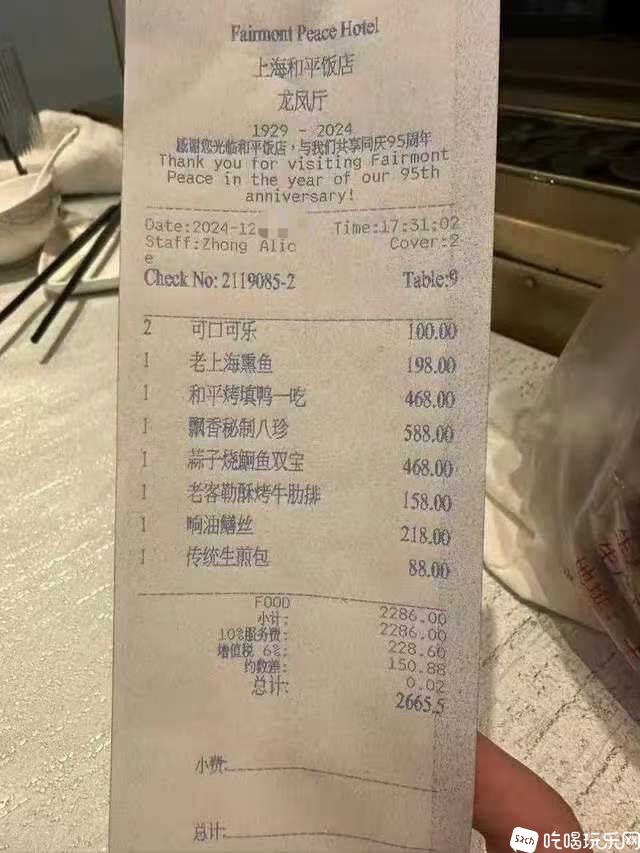 Fairmont Peace Hotel
上海和平饭店
龙凤厅
1929 - 2024
感谢您光临和平饭店，与我们共享同庆95周年
Thank you for visiting Fairmont
Peace in the year of our 95th
anniversary!
Date:2024-12 Time:17:31:02
Staff:Zhong Alic Cover:2
e
Check No: 2119085-2 Table:9
2 可口可乐 100.00
1 老上海熏鱼 198.00
1 和平烤填鸭一吃 468.00
1 飘香秘制八珍 588.00
1 蒜子烧鮰鱼双宝 468.00
1 老客勒酥烤牛肋排 158.00
1 响油鳝丝 218.00
1 传统生煎包 88.00
FOOD 2286.00
小计: 2286.00
10%服务费: 228.60
增值税 6%: 150.88
约数差: 0.02
总计: 2665.5
小费:
总计:
52ch 吃喝玩乐网